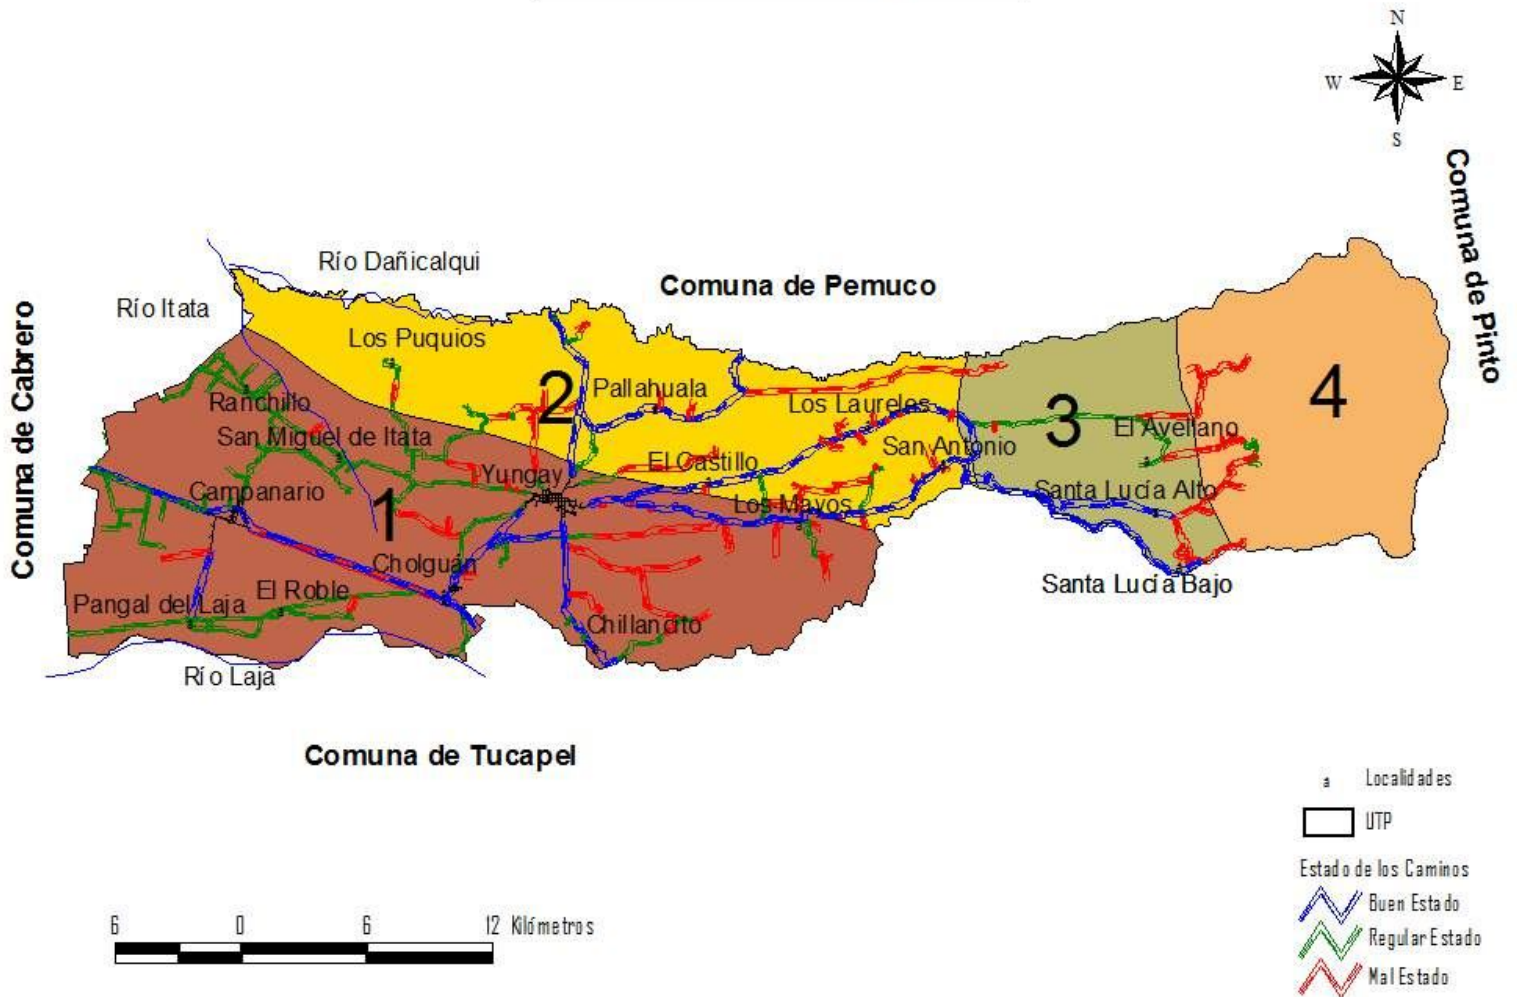 N
W
E
S
Comuna de Pinto
Río Dañicalqui
Comuna de Pemuco
Río Itata
Comuna de Cabrero
Los Puquios
2
Pallahuala
4
Ranchillo
Los Laureles
3
El Avellano
San Miguel de Itata
San Antonio
El Castillo
Yungay
Campanario
1
Santa Lucía Alto
Los Mayos
Cholguán
El Roble
Santa Lucía Bajo
Pangal del Laja
Chillancito
Río Laja
Comuna de Tucapel
Localidades
UTP
Estado de los Caminos
Buen Estado
Regular Estado
Mal Estado
6 0 6 12 Kilómetros